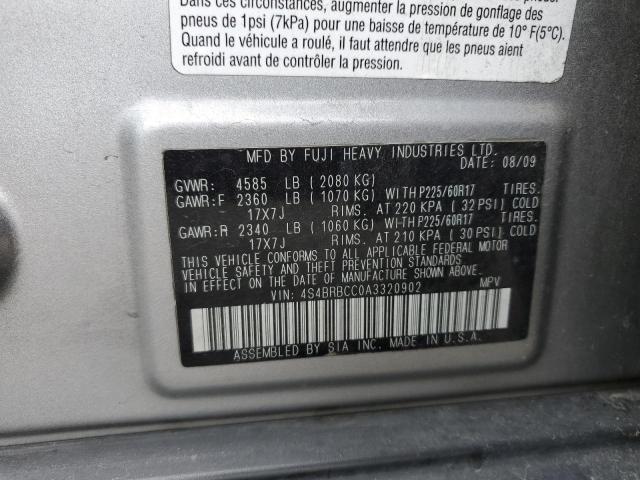 Dans ces circonstances, augmenter la pression de gonflage des
pneus de 1psi (7kPa) pour une baisse de température de 10° F(5°C).
Quand le véhicule a roulé, il faut attendre que les pneus aient
refroidi avant de contrôler la pression.
MFD BY FUJI HEAVY INDUSTRIES LTD.
DATE: 08/09
GVWR: 4585 LB ( 2080 KG)
GAWR:F 2360 LB ( 1070 KG) WITH P225/60R17 TIRES.
17X7J RIMS. AT 220 KPA ( 32 PSI) COLD
GAWR:R 2340 LB ( 1060 KG) WITH P225/60R17 TIRES.
17X7J RIMS. AT 210 KPA ( 30 PSI) COLD
THIS VEHICLE CONFORMS TO ALL APPLICABLE FEDERAL MOTOR
VEHICLE SAFETY AND THEFT PREVENTION STANDARDS
IN EFFECT ON THE DATE OF MANUFACTURE SHOWN ABOVE.
VIN: 4S4BRBCC0A3320902 MPV
ASSEMBLED BY SIA INC. MADE IN U.S.A.